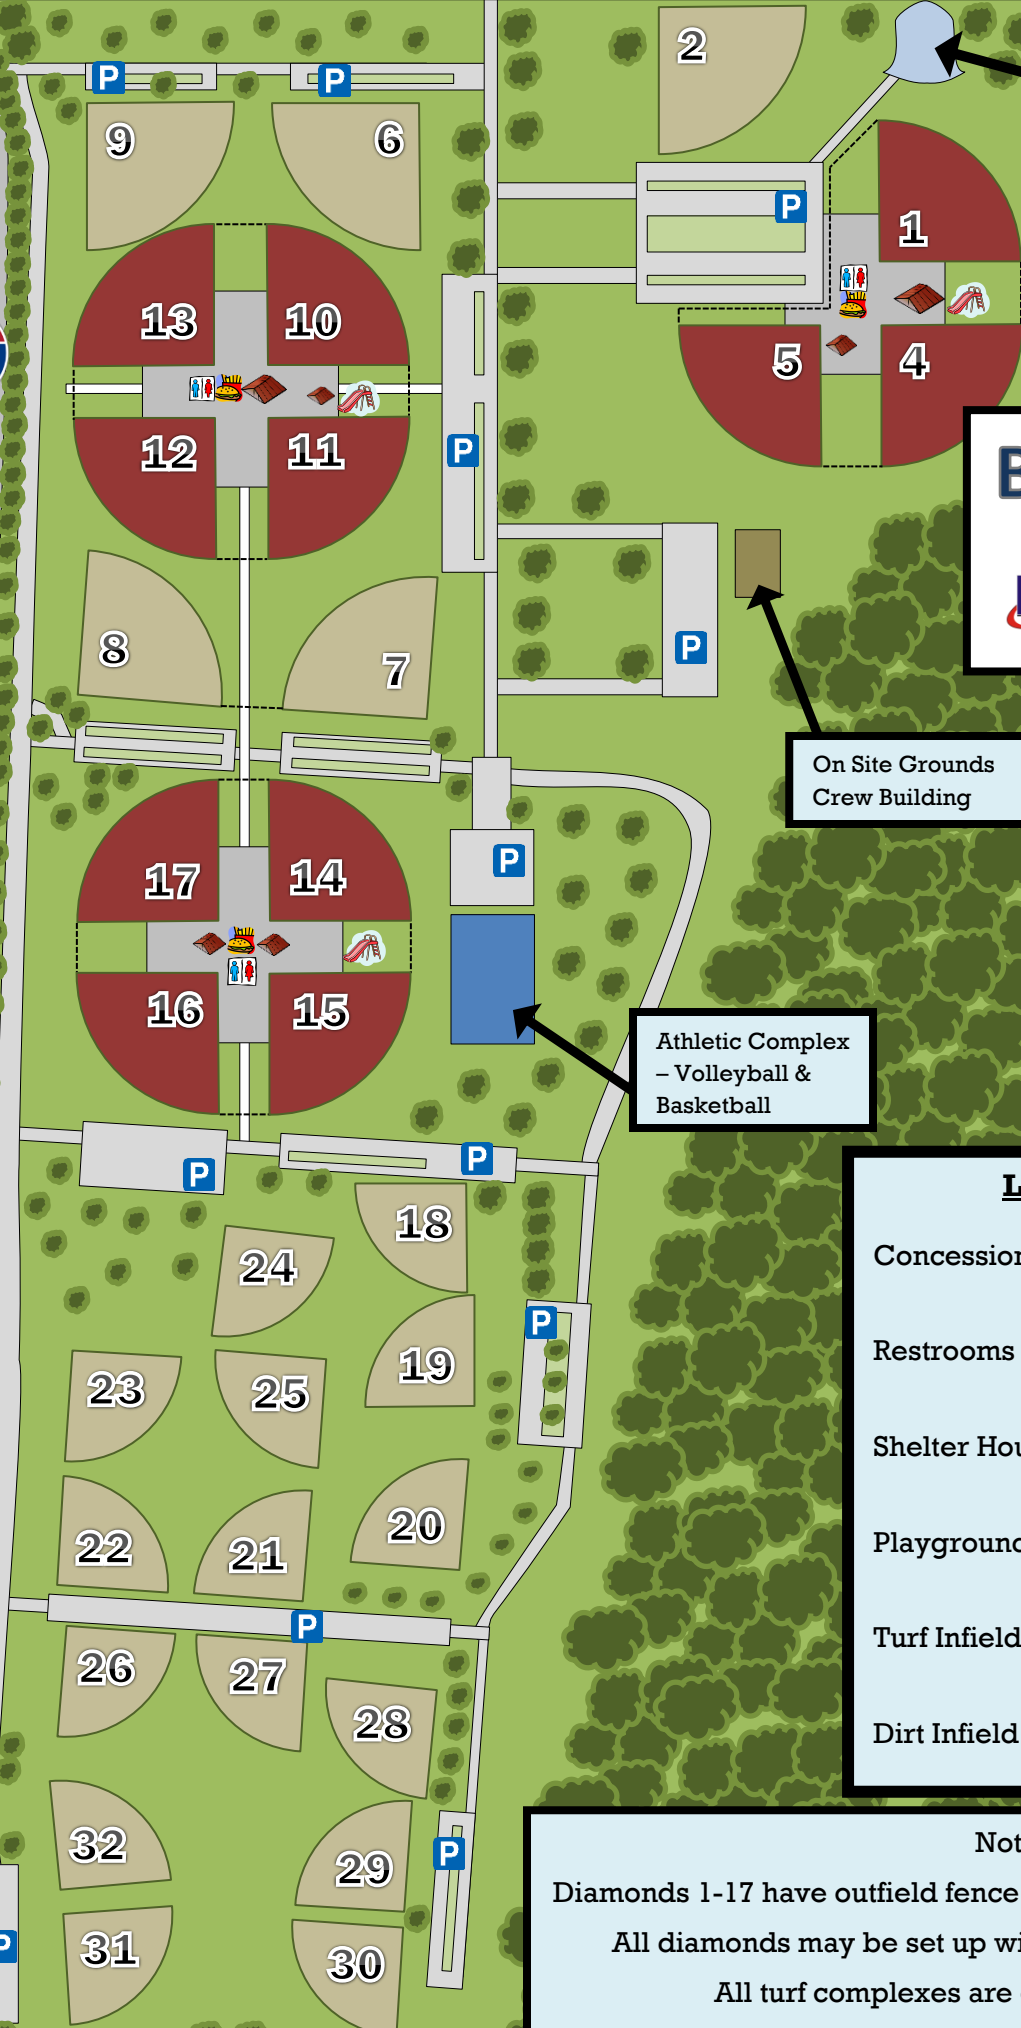 2
P
P
9
6
P
1
13
10
5
4
12
11
P
B
8
7
P
On Site Grounds
Crew Building
17
14
P
16
15
Athletic Complex
– Volleyball &
Basketball
P
P
18
24
Concession
Restrooms
Shelter Hou
Playground
Turf Infield
Dirt Infield
P
19
23
25
20
22
21
P
26
27
28
32
29
P
31
30
P
Not
Diamonds 1-17 have outfield fence
All diamonds may be set up wi
All turf complexes are